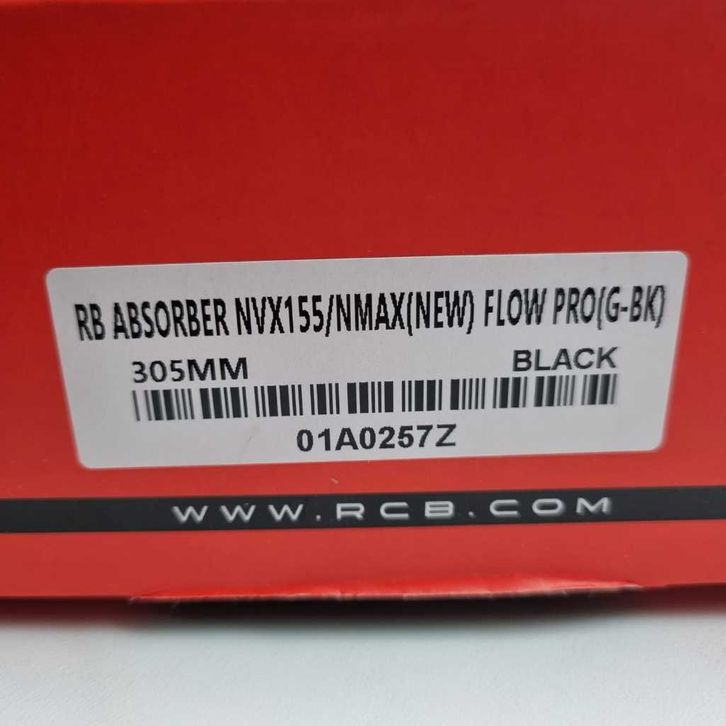 RB ABSORBER NVX155/NMAX(NEW) FLOW PRO(G-BK)
305MM BLACK
01A0257Z
WWW.RCB.COM